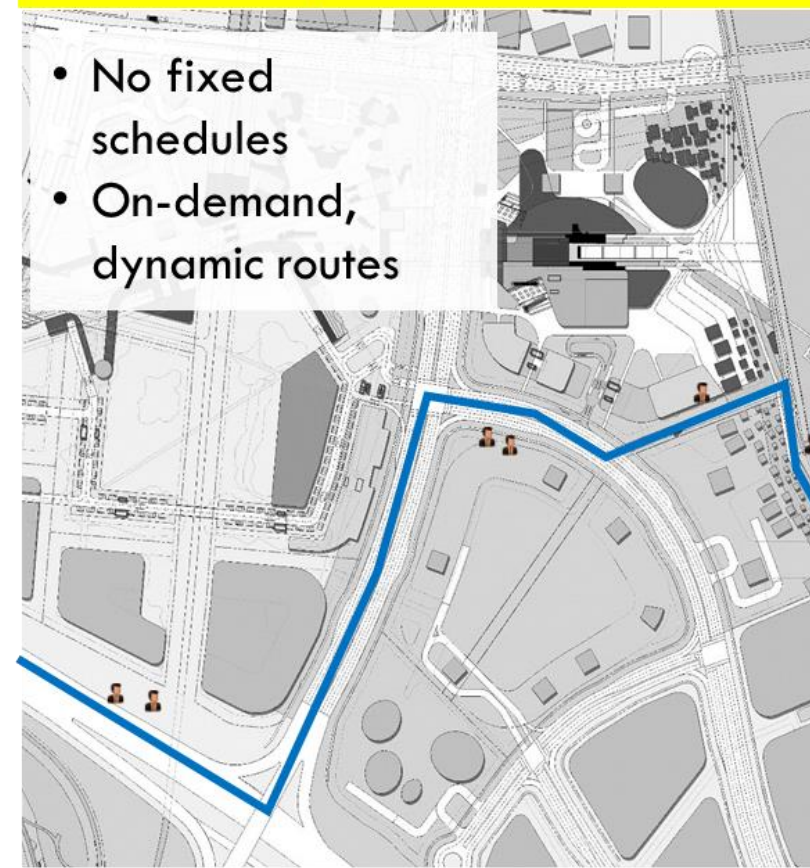 • No fixed
schedules
• On-demand,
dynamic routes